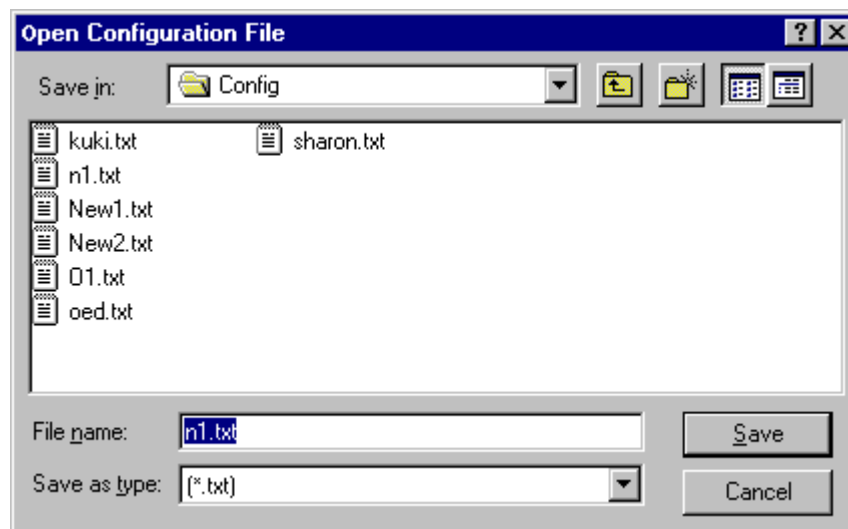 Open Configuration File
Save in: Config
kuki.txt sharon.txt
n1.txt
New1.txt
New2.txt
O1.txt
oed.txt
File name: n1.txt Save
Save as type: (*.txt) Cancel